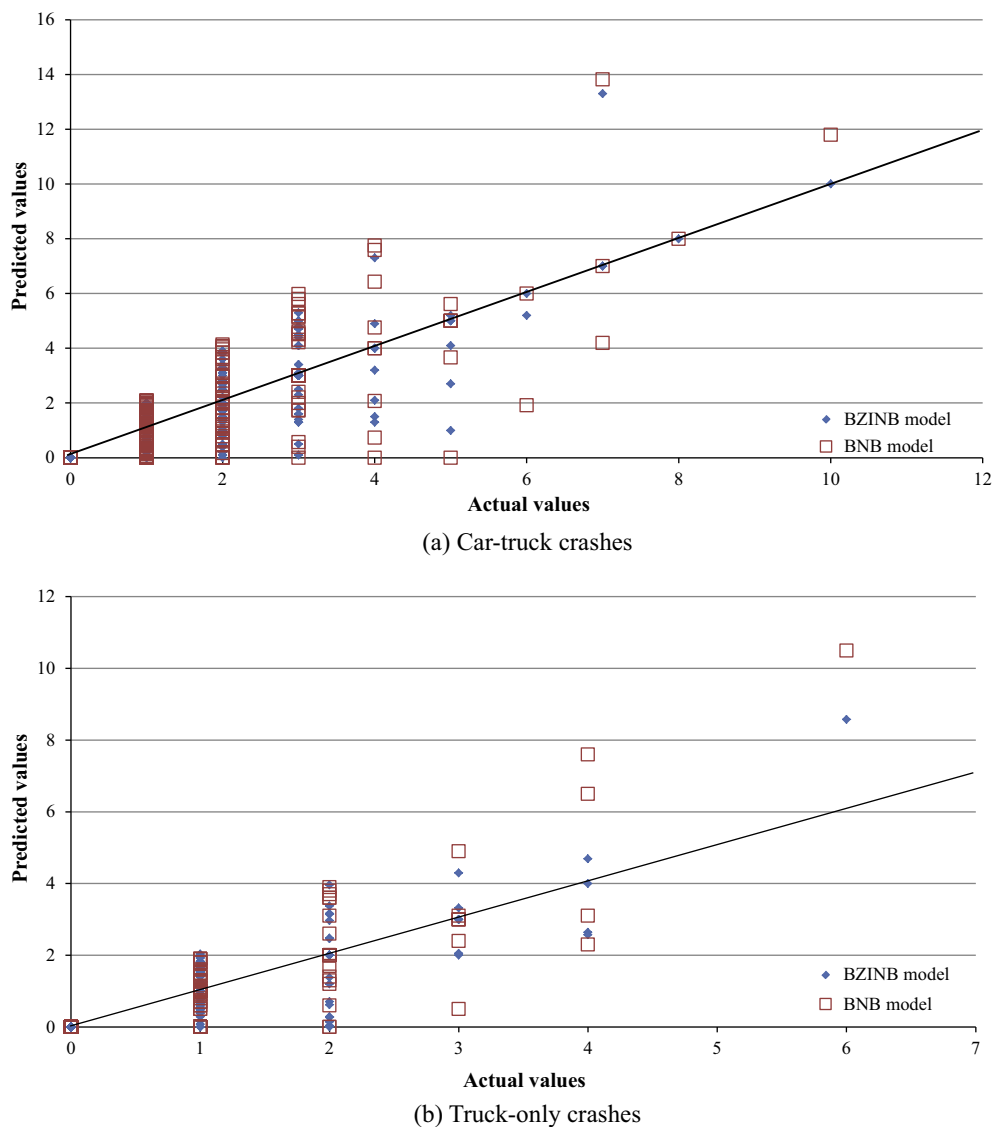 16
14
12
10
8
6
4
2
0
Predicted values
0 2 4 6 8 10 12
Actual values
BZINB model
BNB model
(a) Car-truck crashes
12
10
8
6
4
2
0
Predicted values
0 1 2 3 4 5 6 7
Actual values
BZINB model
BNB model
(b) Truck-only crashes